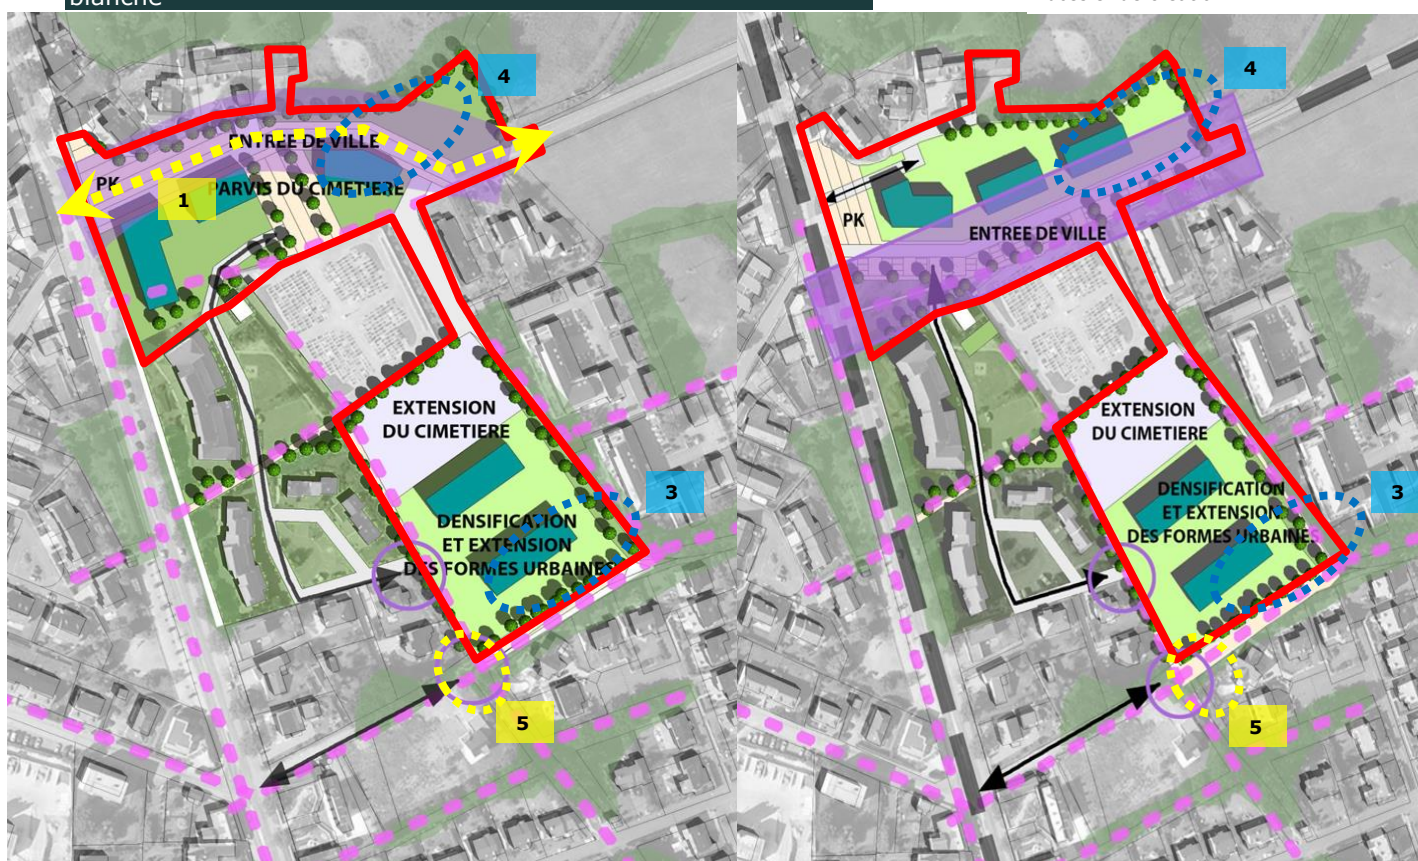 blanche
4
ENTREE DE VILLE
PK
PARVIS DU CIMETIERE
1
EXTENSION
DU CIMETIERE
3
DENSIFICATION
ET EXTENSION
DES FORMES URBAINES
5
4
PK
ENTREE DE VILLE
EXTENSION
DU CIMETIERE
3
DENSIFICATION
ET EXTENSION
DES FORMES URBAINES
5